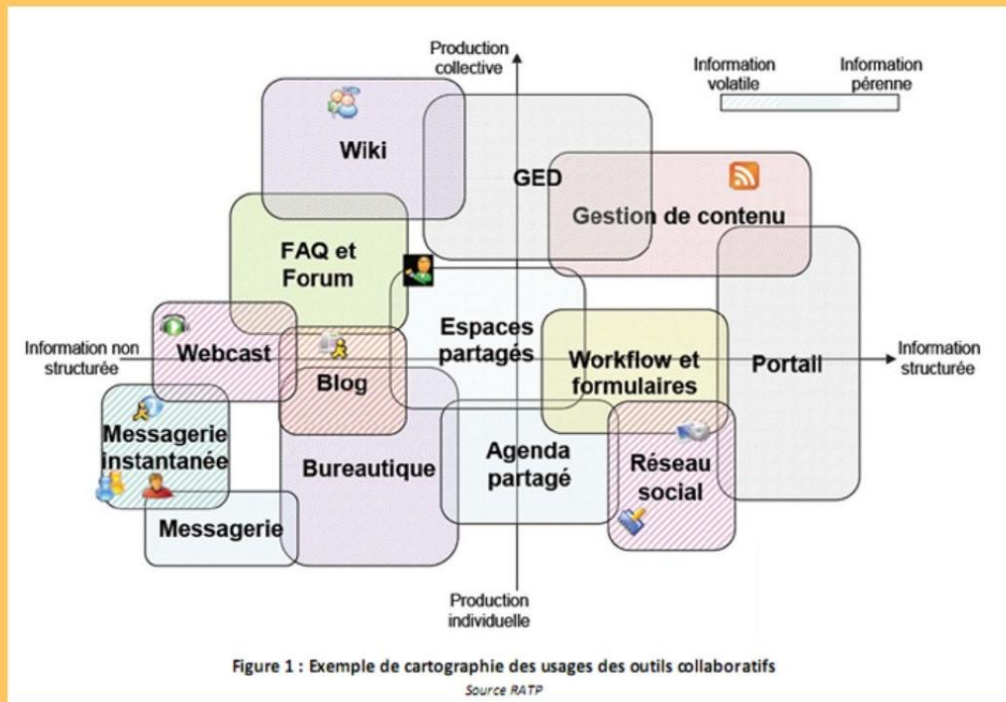 Production
collective
Information
volatile
Information
pérenne
Wiki
GED
Gestion de contenu
FAQ et
Forum
Espaces
partagés
Information non
structurée
Webcast
Blog
Workflow et
formulaires
Portall
Information
structurée
Messagerie
instantanée
Bureautique
Agenda
partagé
Réseau
social
Messagerie
Production
individuelle
Figure 1 : Exemple de cartographie des usages des outils collaboratifs
Source RATP